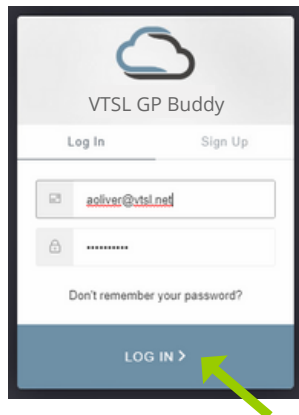 VTSL GP Buddy
Log In Sign Up
aoliver@vtsl.net
••••••••••
Don't remember your password?
LOG IN >